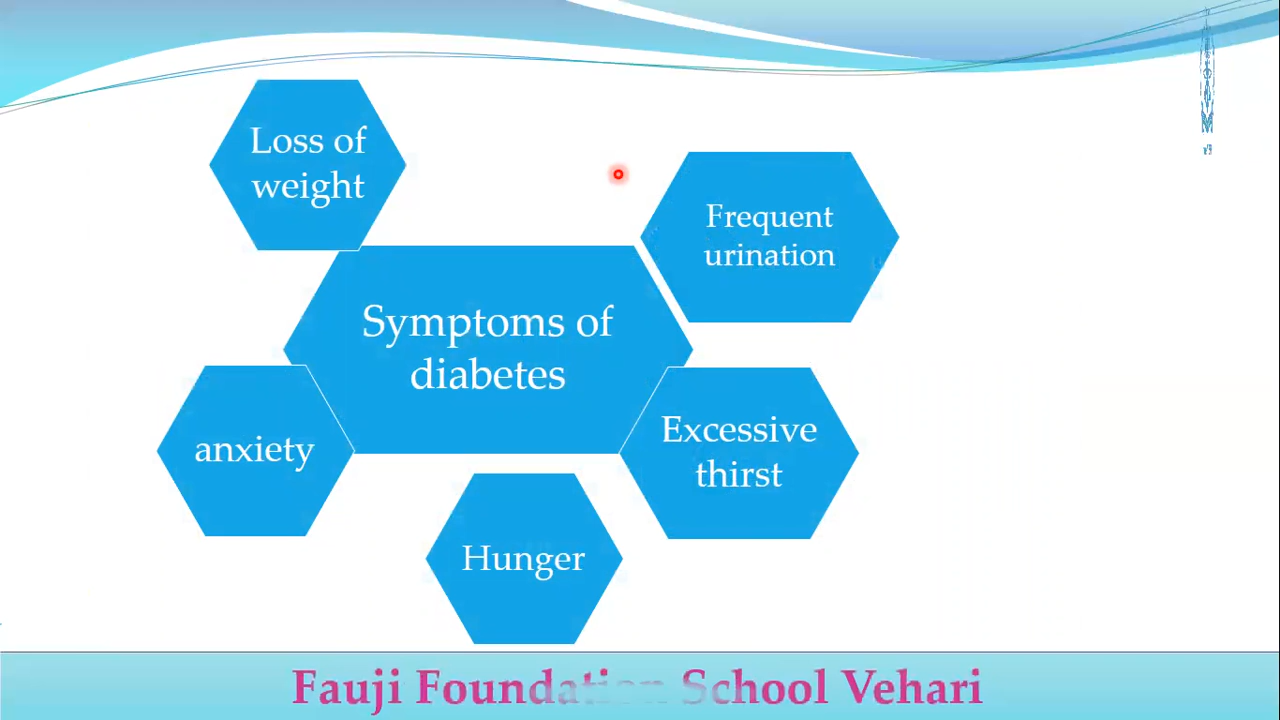 Loss of
weight
Frequent
urination
Symptoms of
diabetes
Excessive
thirst
anxiety
Hunger
Fauji Foundation School Vehari